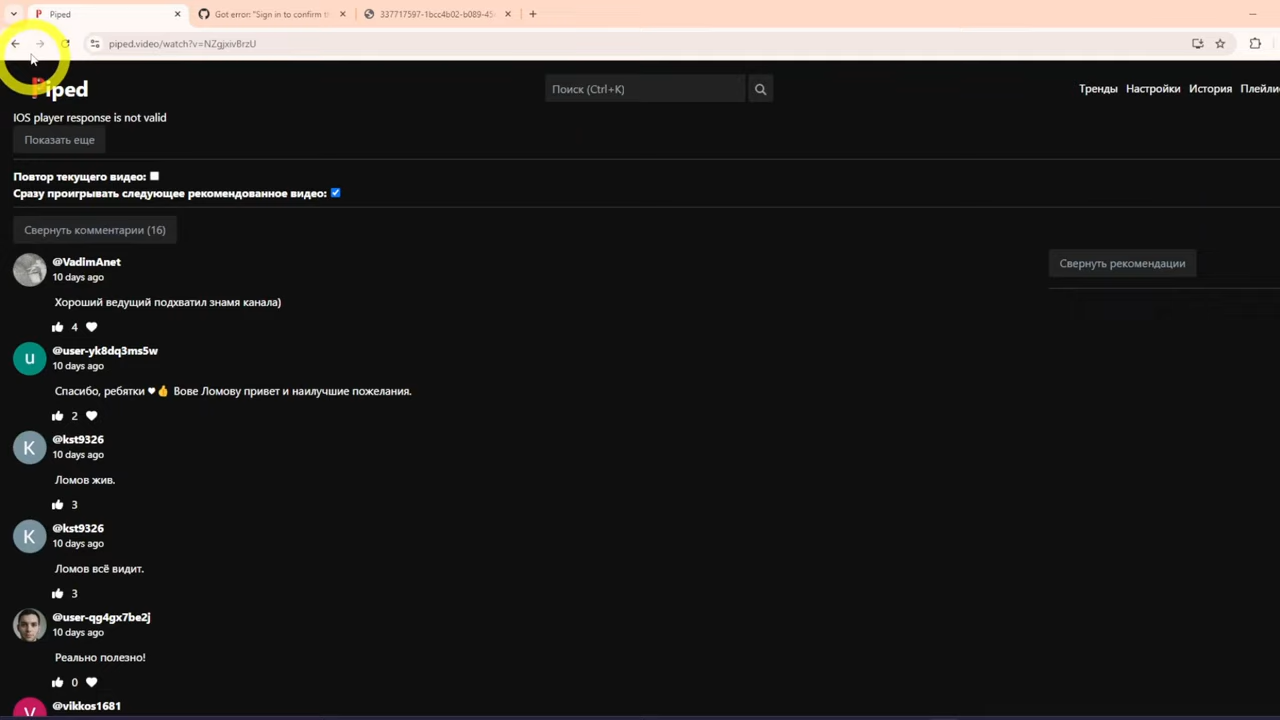 Piped
Got error: "Sign in to confirm th
337717597-1bcc4b02-b089-45
piped.video/watch?v=NZgjxivBrzU
Piped
Поиск (Ctrl+K)
Тренды Настройки История Плейли
IOS player response is not valid
Показать еще
Повтор текущего видео:
Сразу проигрывать следующее рекомендованное видео:
Свернуть комментарии (16)
Свернуть рекомендации
@VadimAnet
10 days ago
Хороший ведущий подхватил знамя канала)
4
u
@user-yk8dq3ms5w
10 days ago
Спасибо, ребятки ❤👍 Вове Ломову привет и наилучшие пожелания.
2
K
@kst9326
10 days ago
Ломов жив.
3
K
@kst9326
10 days ago
Ломов всё видит.
3
@user-qg4gx7be2j
10 days ago
Реально полезно!
0
V
@vikkos1681